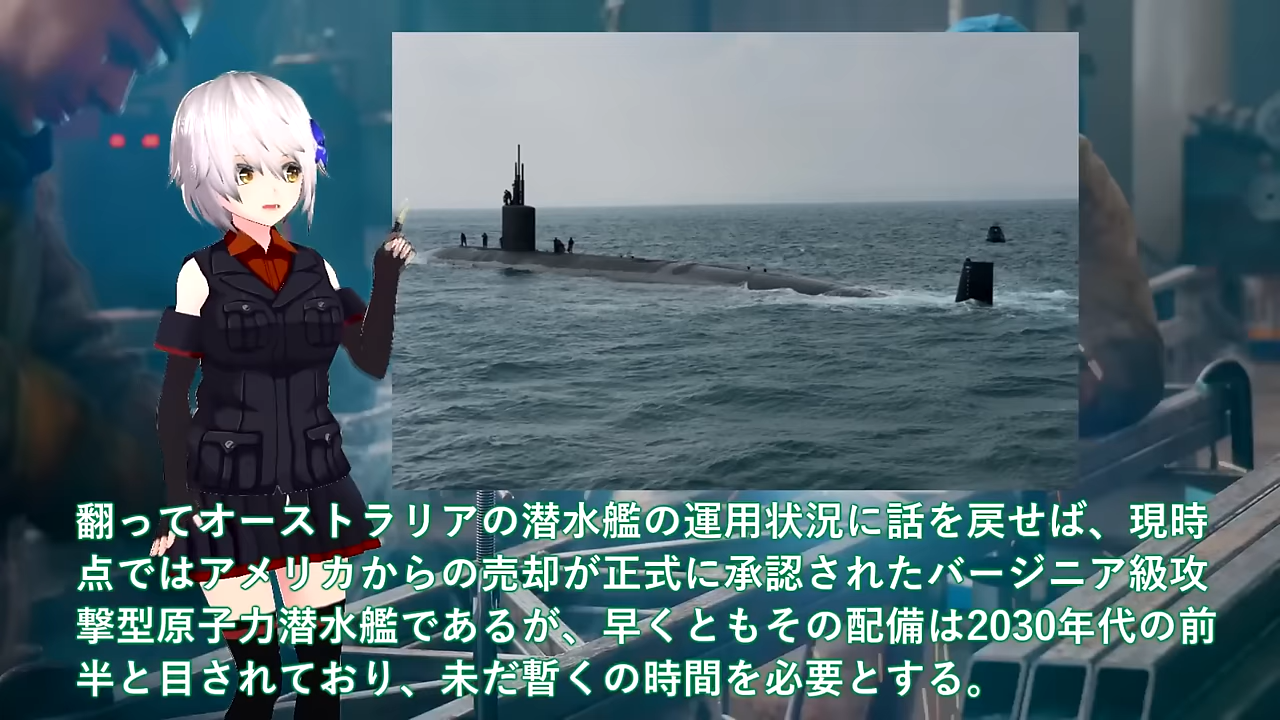 翻ってオーストラリアの潜水艦の運用状況に話を戻せば、現時
点ではアメリカからの売却が正式に承認されたバージニア級攻
撃型原子力潜水艦であるが、早くともその配備は2030年代の前
半と目されており、未だ暫くの時間を必要とする。